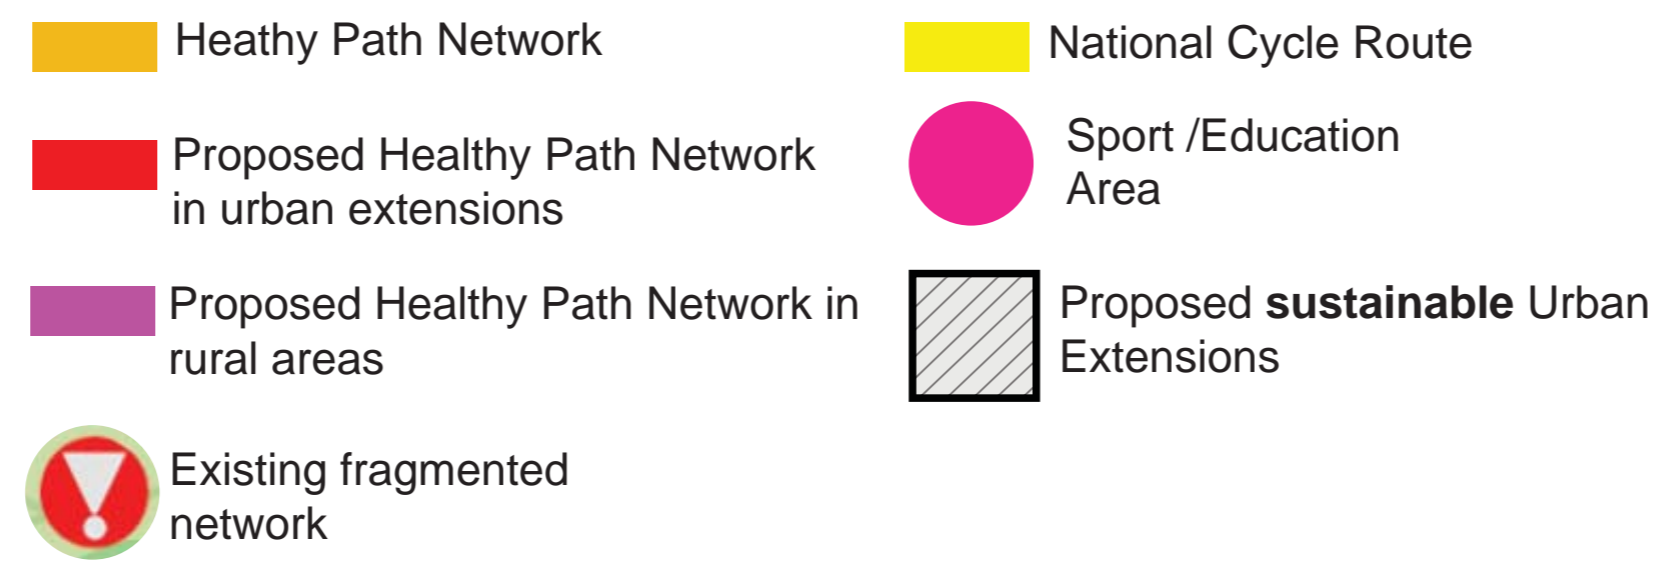 Heathy Path Network
Proposed Healthy Path Network
in urban extensions
Proposed Healthy Path Network in
rural areas
Existing fragmented
network
National Cycle Route
Sport /Education
Area
Proposed sustainable Urban
Extensions